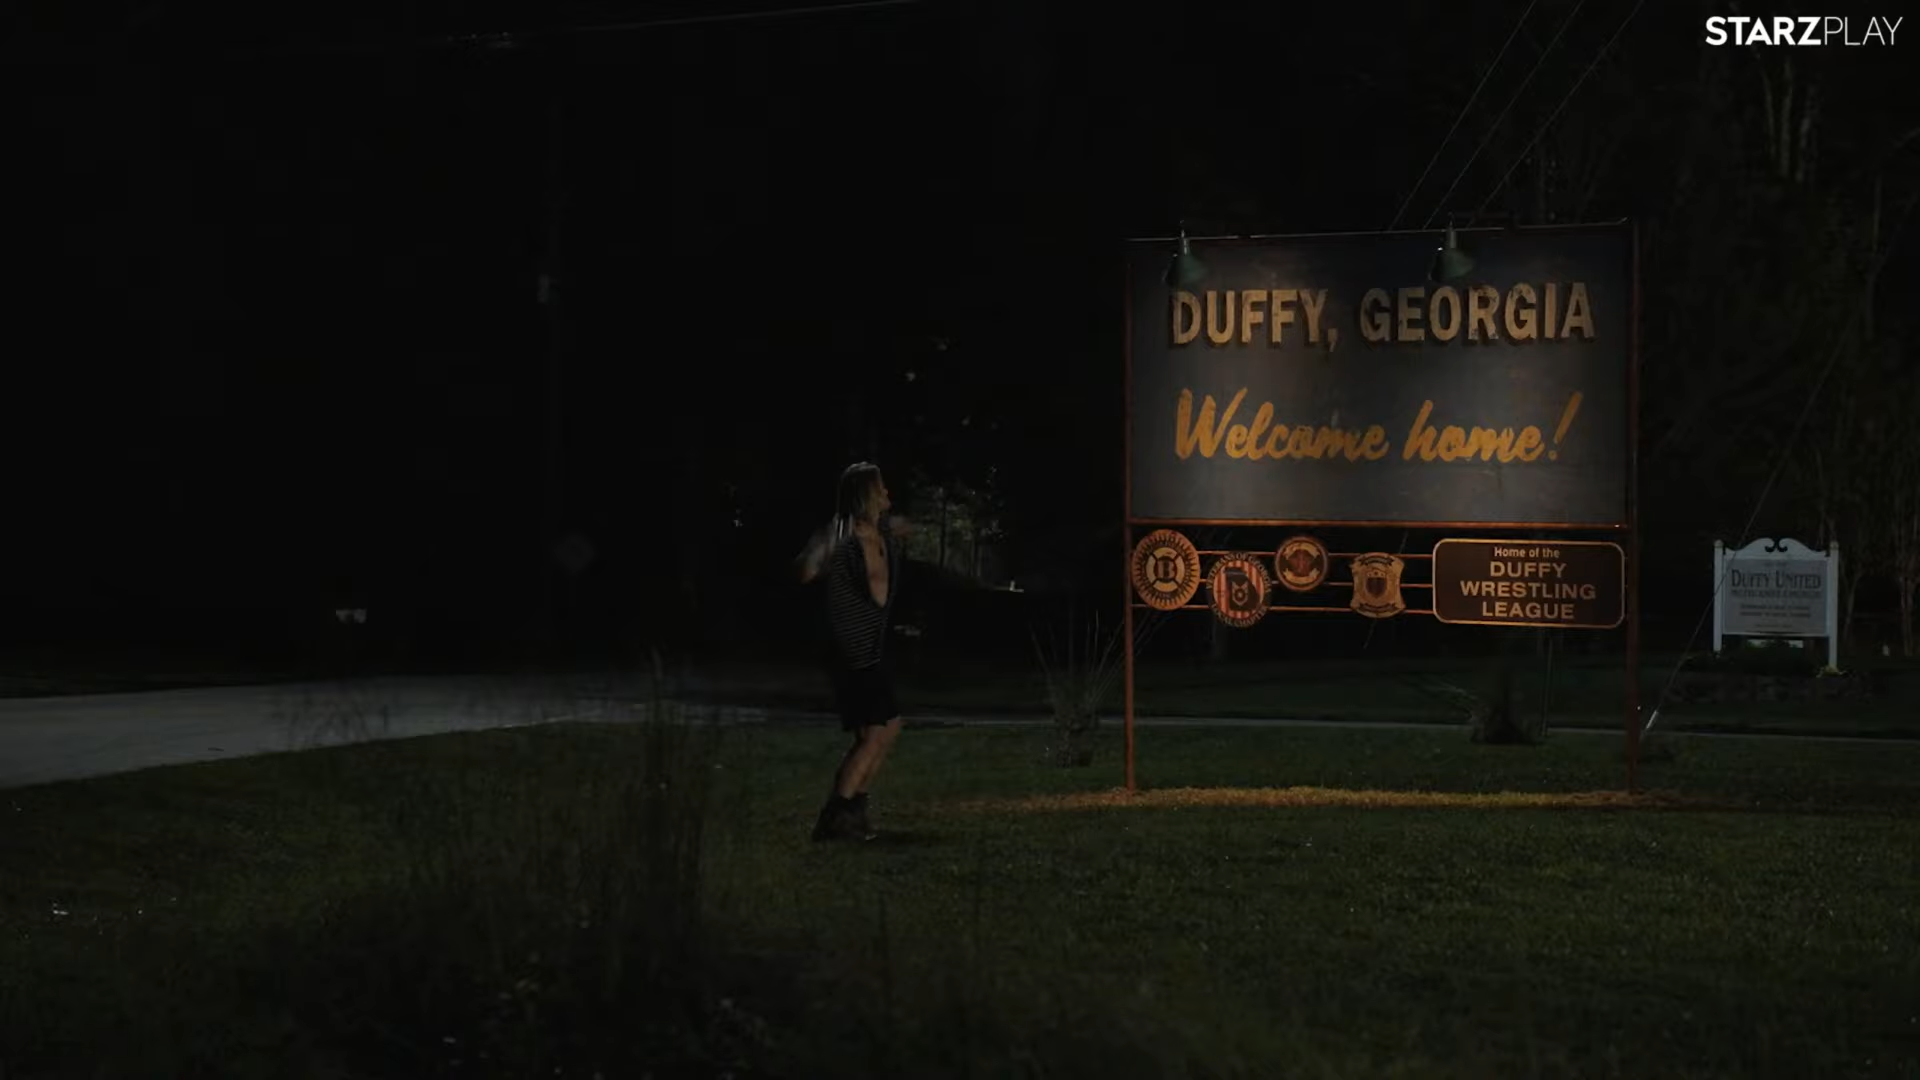 STARZPLAY
DUFFY, GEORGIA
Welcome home!
B
Home of the
DUFFY
WRESTLING
LEAGUE
DUFFY UNITED